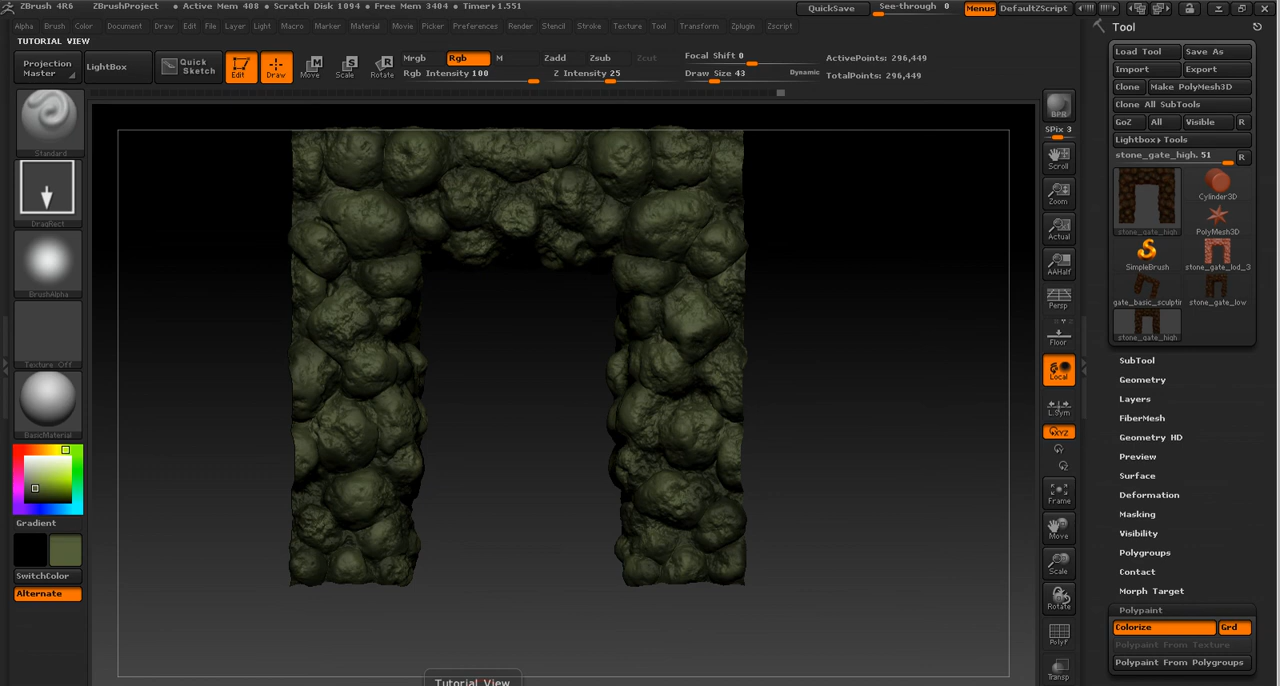 ZBrush 4R6 ZBrushProject • Active Mem 408 • Scratch Disk 1094 • Free Mem 3404 • Timer▸1.551
QuickSave See-through 0 Menus DefaultZScript
Alpha Brush Color Document Draw Edit File Layer Light Macro Marker Material Movie Picker Preferences Render Stencil Stroke Texture Tool Transform Zplugin Zscript
TUTORIAL VIEW
Projection Master
LightBox
Quick Sketch
Edit Draw Move Scale Rotate
Mrgb Rgb M Zadd Zsub Zcut
Rgb Intensity 100 Z Intensity 25
Focal Shift 0
Draw Size 43 Dynamic
ActivePoints: 296,449
TotalPoints: 296,449
Standard
DragRect
BrushAlpha
Texture Off
BasicMaterial
Gradient
SwitchColor
Alternate
Tutorial View
BPR
SPix 3
Scroll
Zoom
Actual
AAHalf
Persp
Floor
Local
L.Sym
XYZ
Frame
Move
Scale
Rotate
PolyF
Transp
Tool
Load Tool Save As
Import Export
Clone Make PolyMesh3D
Clone All SubTools
GoZ All Visible R
Lightbox▸Tools
stone_gate_high. 51 R
stone_gate_high Cylinder3D
PolyMesh3D
SimpleBrush stone_gate_lod_3
gate_basic_sculptin stone_gate_low
stone_gate_high
SubTool
Geometry
Layers
FiberMesh
Geometry HD
Preview
Surface
Deformation
Masking
Visibility
Polygroups
Contact
Morph Target
Polypaint
Colorize Grd
Polypaint From Texture
Polypaint From Polygroups